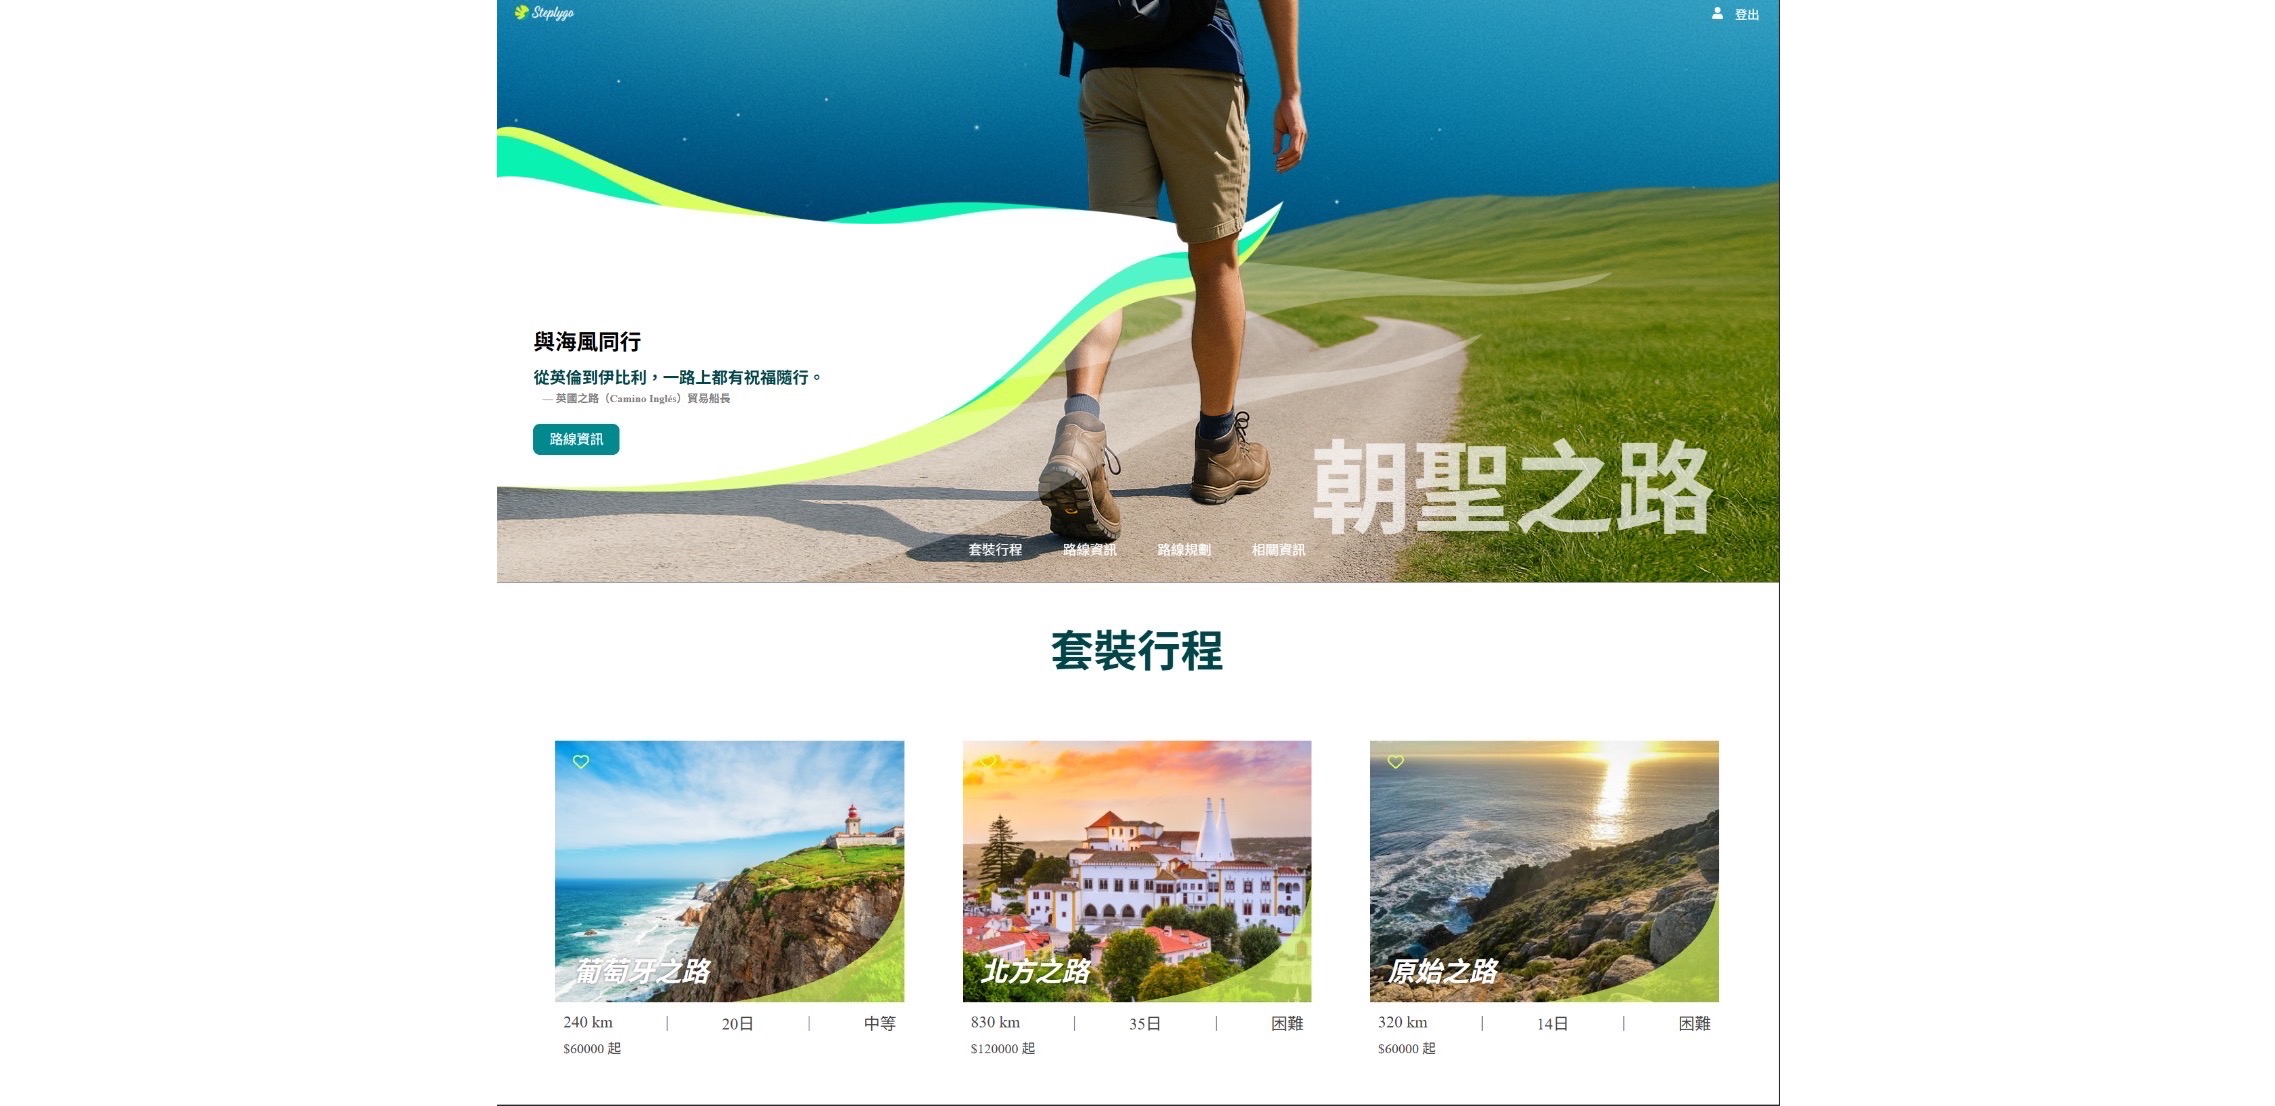 Steplygo
登出
與海風同行
從英倫到伊比利，一路上都有祝福隨行。
— 英國之路（Camino Inglés）貿易船長
路線資訊
朝聖之路
套裝行程 路線資訊 路線規劃 相關資訊
套裝行程
葡萄牙之路
240 km | 20日 | 中等
$60000 起
北方之路
830 km | 35日 | 困難
$120000 起
原始之路
320 km | 14日 | 困難
$60000 起